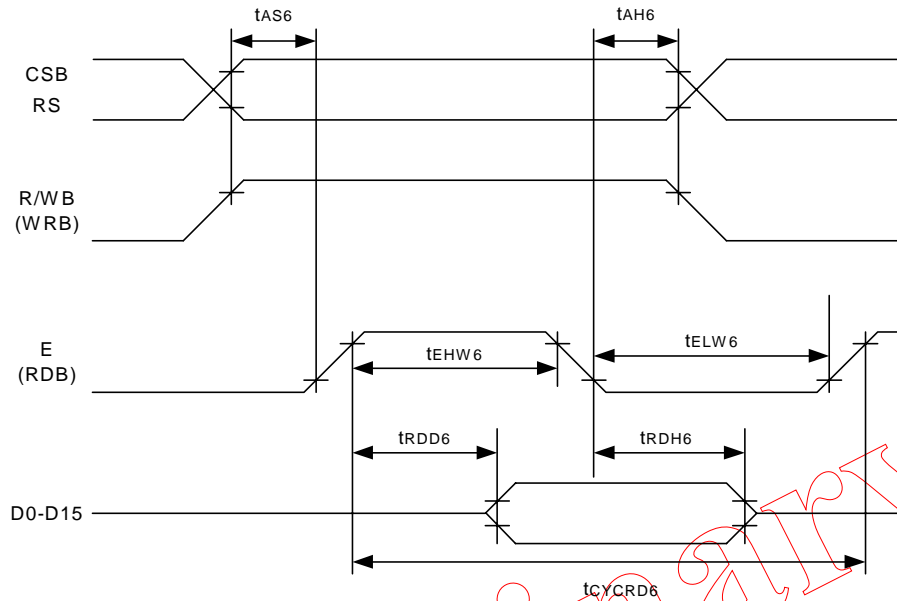 tAS6
tAH6
CSB
RS
R/WB
(WRB)
E
(RDB)
tEHW6
tELW6
tRDD6
tRDH6
D0-D15
tCYCRD6